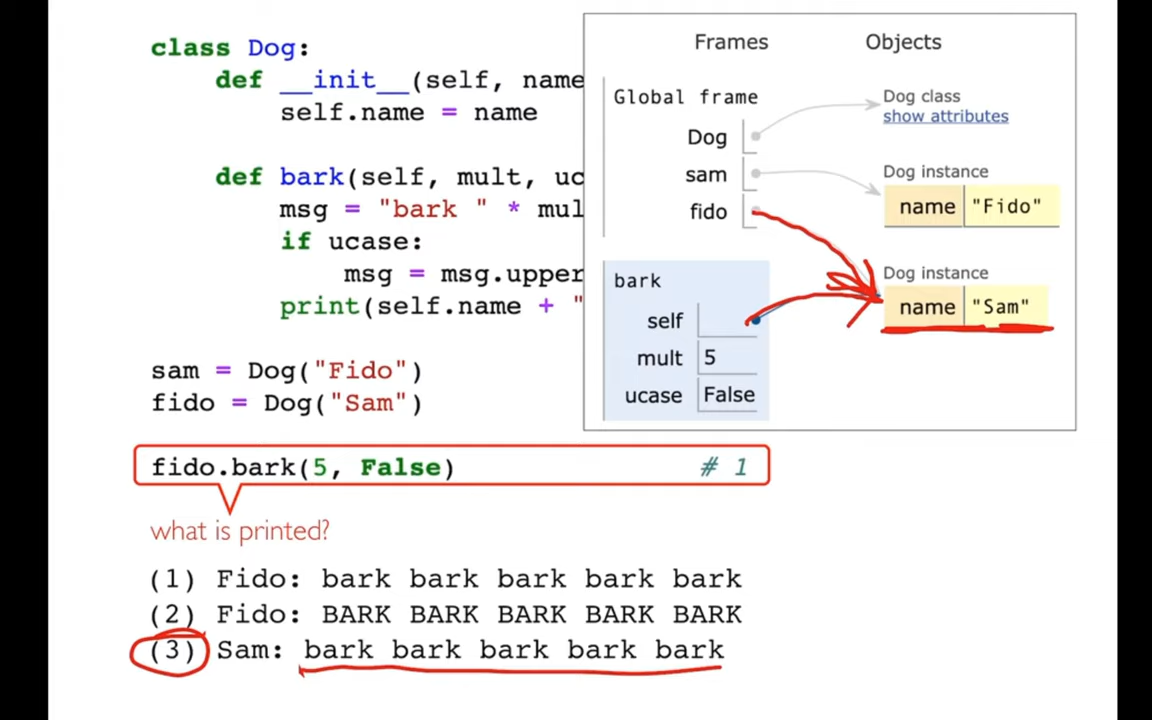 class Dog:
def __init__(self, name
self.name = name
def bark(self, mult, uc
msg = "bark " * mul
if ucase:
msg = msg.upper
print(self.name + "
sam = Dog("Fido")
fido = Dog("Sam")
Frames
Objects
Global frame
Dog
sam
fido
Dog class
show attributes
Dog instance
name "Fido"
Dog instance
name "Sam"
bark
self
mult 5
ucase False
fido.bark(5, False) # 1
what is printed?
(1) Fido: bark bark bark bark bark
(2) Fido: BARK BARK BARK BARK BARK
(3) Sam: bark bark bark bark bark